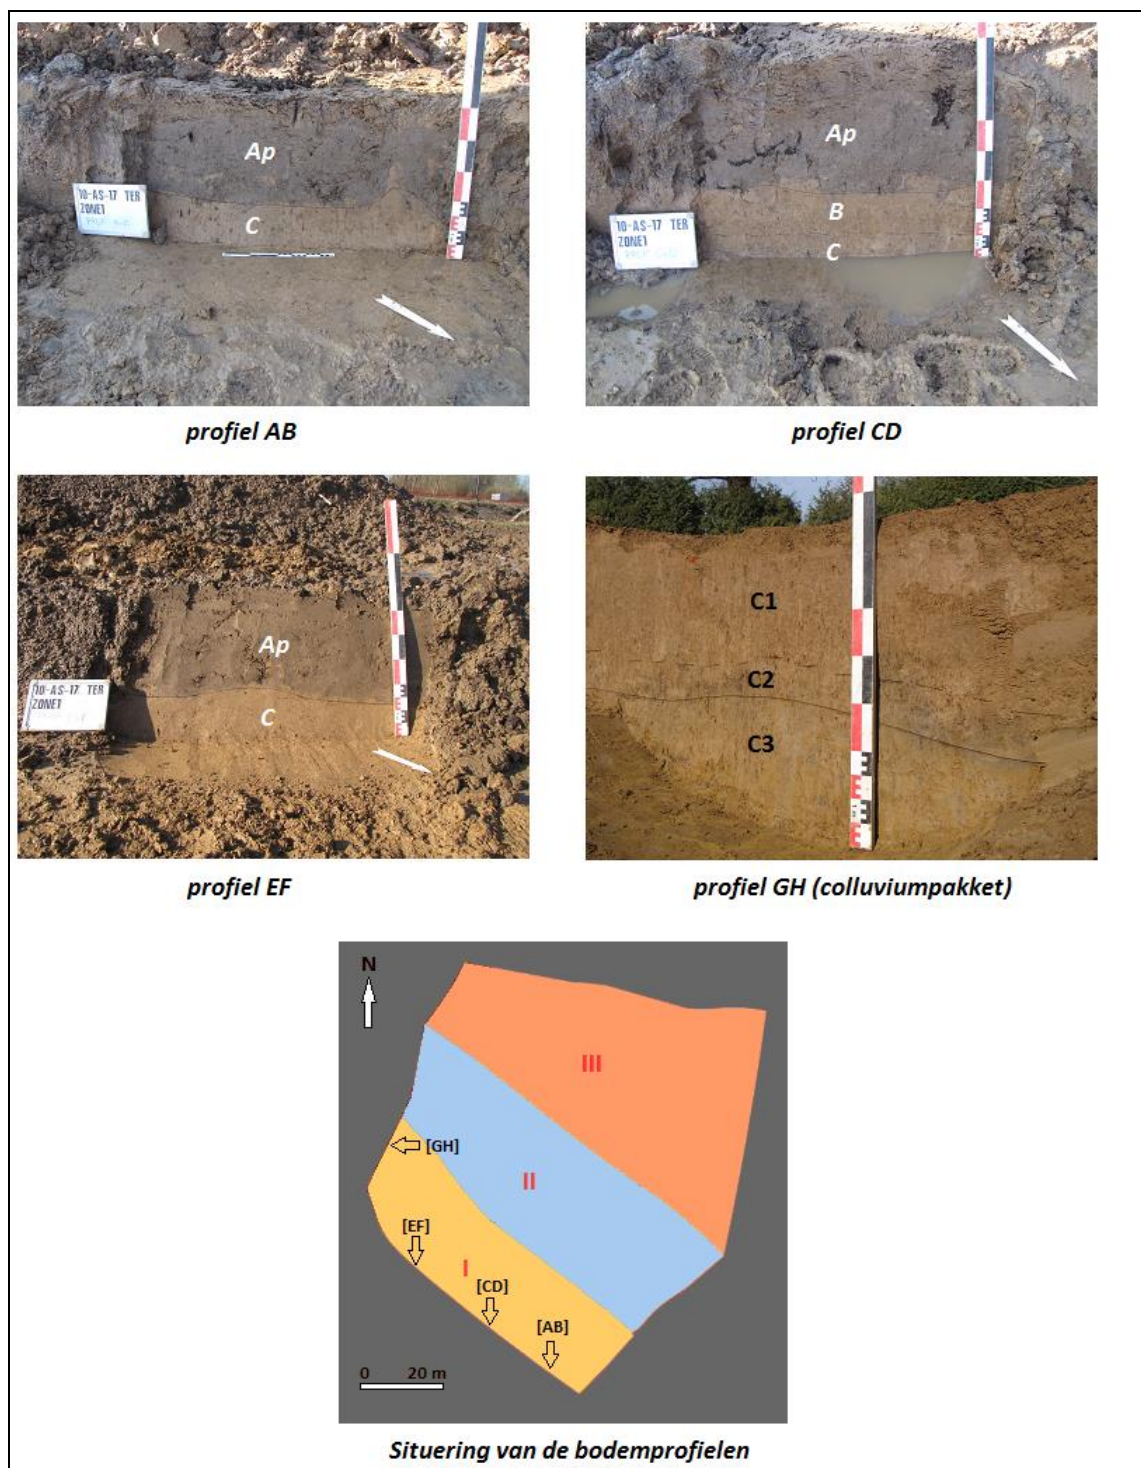 Ap
10-AS-17 TER
ZONE1
C
profiel AB
Ap
10-AS-17 TER
ZONE1
B
C
profiel CD
Ap
10-AS-17 TER
ZONE1
C
profiel EF
C1
C2
C3
profiel GH (colluviumpakket)
N
III
[GH]
II
[EF]
I
[CD]
[AB]
0 20 m
Situering van de bodemprofielen